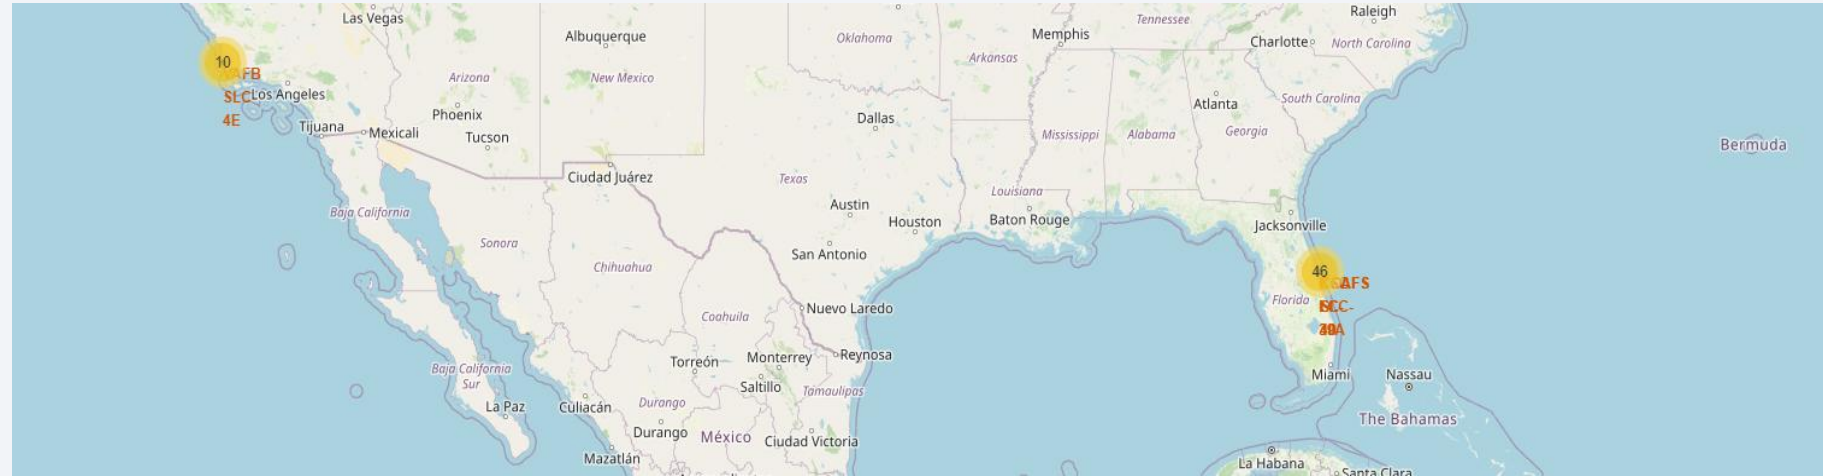 Las Vegas
Raleigh
Tennessee
Memphis
Albuquerque
Oklahoma
Charlotte
North Carolina
Arkansas
10
AFB
Arizona
New Mexico
SLC-
Los Angeles
South Carolina
Atlanta
Phoenix
4E
Dallas
Tijuana
Mexicali
Tucson
Mississippi
Alabama
Georgia
Bermuda
Ciudad Juárez
Texas
Louisiana
Austin
Baja California
Houston
Baton Rouge
Jacksonville
Sonora
San Antonio
Chihuahua
46
AFS
Florida
Nuevo Laredo
Coahuila
Torreón
Monterrey
Reynosa
Baja California
Sur
Miami
Nassau
Saltillo
Tamaulipas
Durango
La Paz
Culiacán
The Bahamas
Durango
México
Ciudad Victoria
Mazatlán
La Habana
Santa Clara